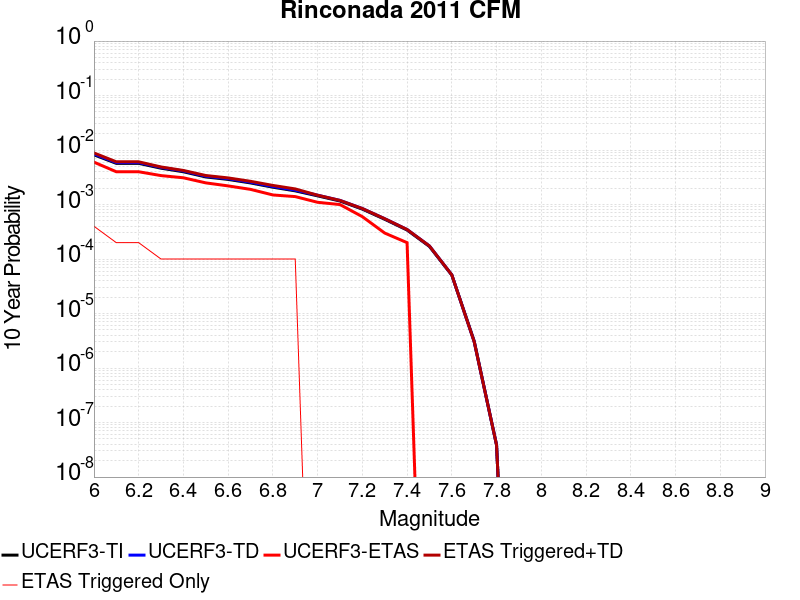 Rinconada 2011 CFM
10 Year Probability
10^0
10^-1
10^-2
10^-3
10^-4
10^-5
10^-6
10^-7
10^-8
6 6.2 6.4 6.6 6.8 7 7.2 7.4 7.6 7.8 8 8.2 8.4 8.6 8.8 9
Magnitude
UCERF3-TI UCERF3-TD UCERF3-ETAS ETAS Triggered+TD
ETAS Triggered Only